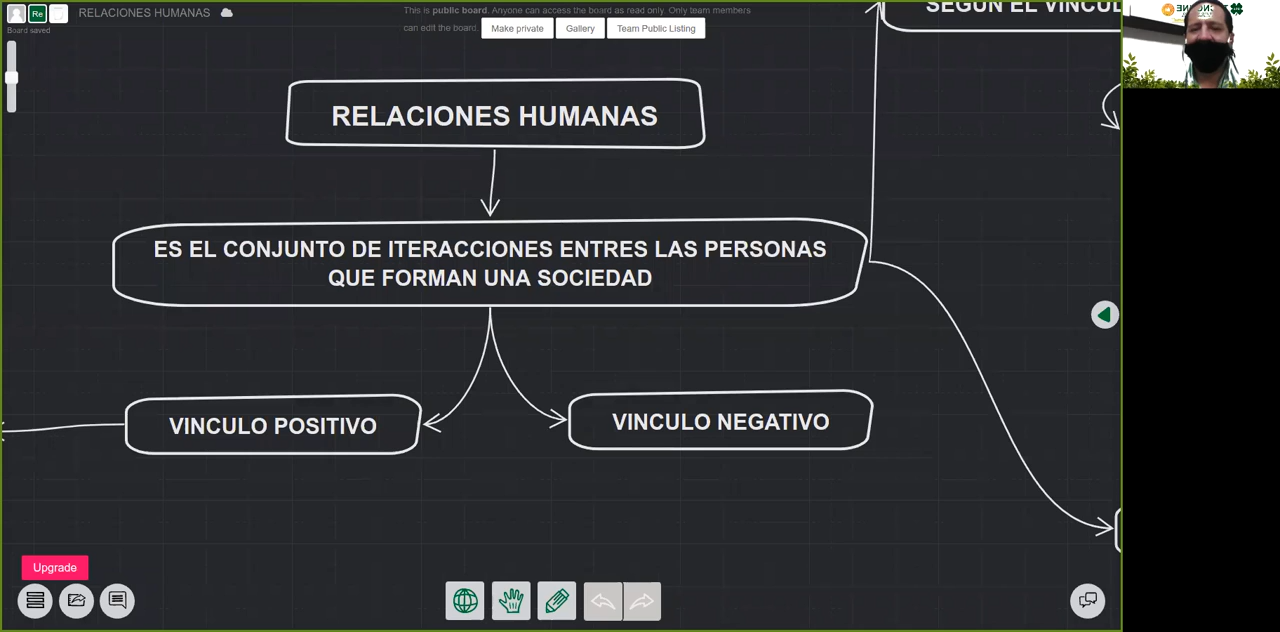 Re
RELACIONES HUMANAS
Board saved
This is public board. Anyone can access the board as read only. Only team members
can edit the board
Make private
Gallery
Team Public Listing
SEGÚN EL VINCUL
RELACIONES HUMANAS
ES EL CONJUNTO DE ITERACCIONES ENTRES LAS PERSONAS
QUE FORMAN UNA SOCIEDAD
VINCULO POSITIVO
VINCULO NEGATIVO
Upgrade